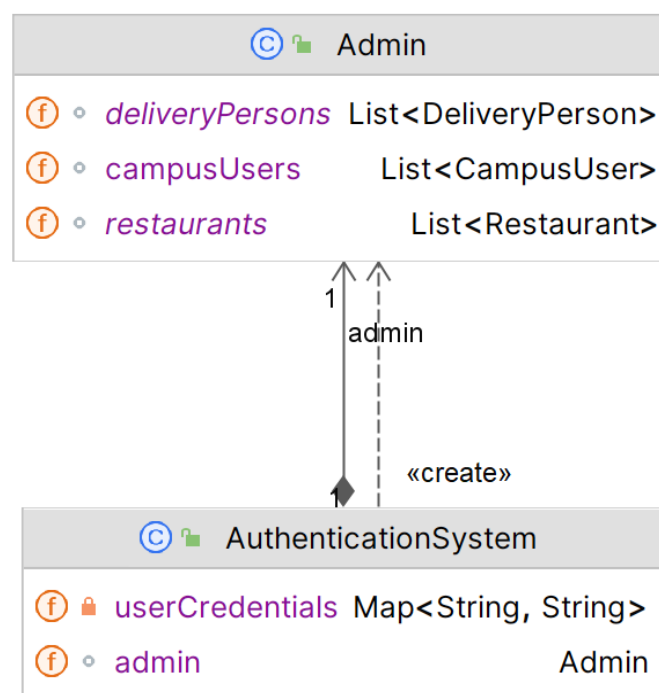 Admin
deliveryPersons List<DeliveryPerson>
campusUsers List<CampusUser>
restaurants List<Restaurant>
1
admin
«create»
1
AuthenticationSystem
userCredentials Map<String, String>
admin Admin